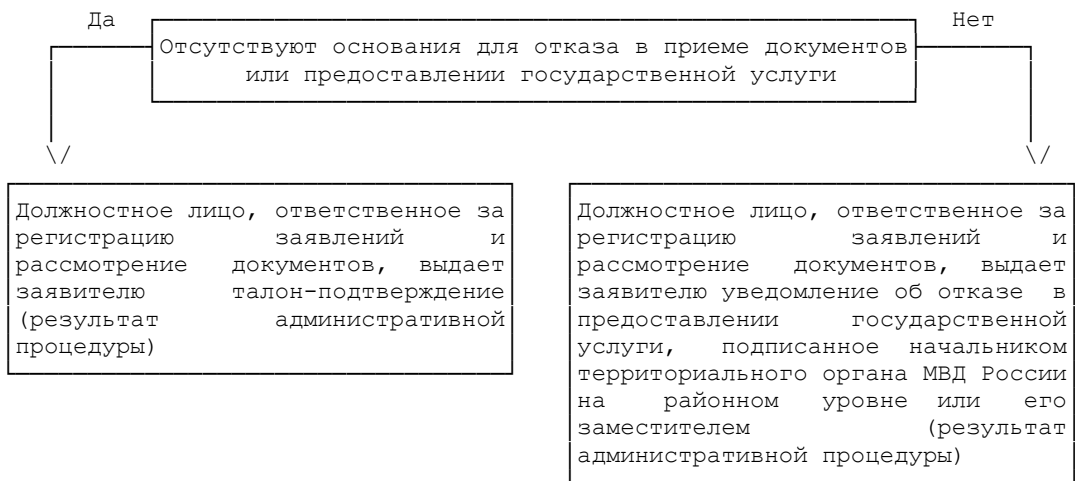 Да Нет
Отсутствуют основания для отказа в приеме документов
или предоставлении государственной услуги
\/ \/
Должностное лицо, ответственное за
регистрацию заявлений и
рассмотрение документов, выдает
заявителю талон-подтверждение
(результат административной
процедуры)
Должностное лицо, ответственное за
регистрацию заявлений и
рассмотрение документов, выдает
заявителю уведомление об отказе в
предоставлении государственной
услуги, подписанное начальником
территориального органа МВД России
на районном уровне или его
заместителем (результат
административной процедуры)